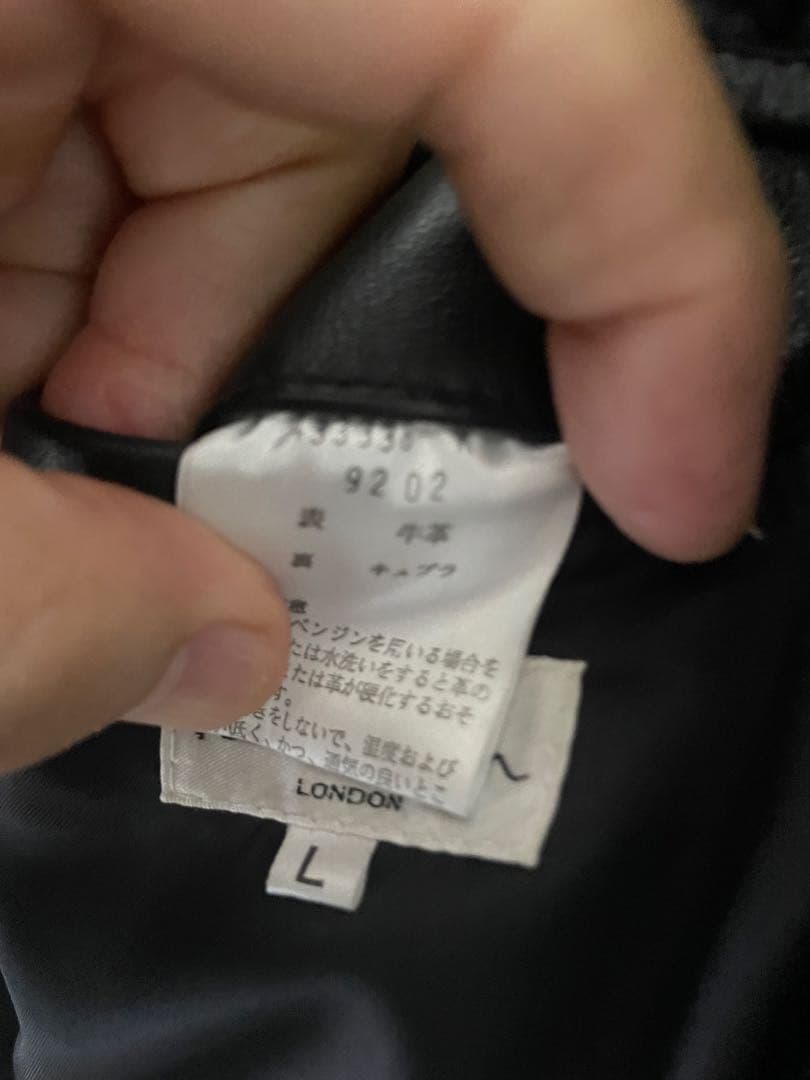 92 02
表 牛革
裏 キュプラ
ベンジンを用いる場合を
たは水洗いをすると革の
または革が硬化するおそ
す。
きをしないで、湿度および
低く、かつ、通気の良いとこ
LONDON
L